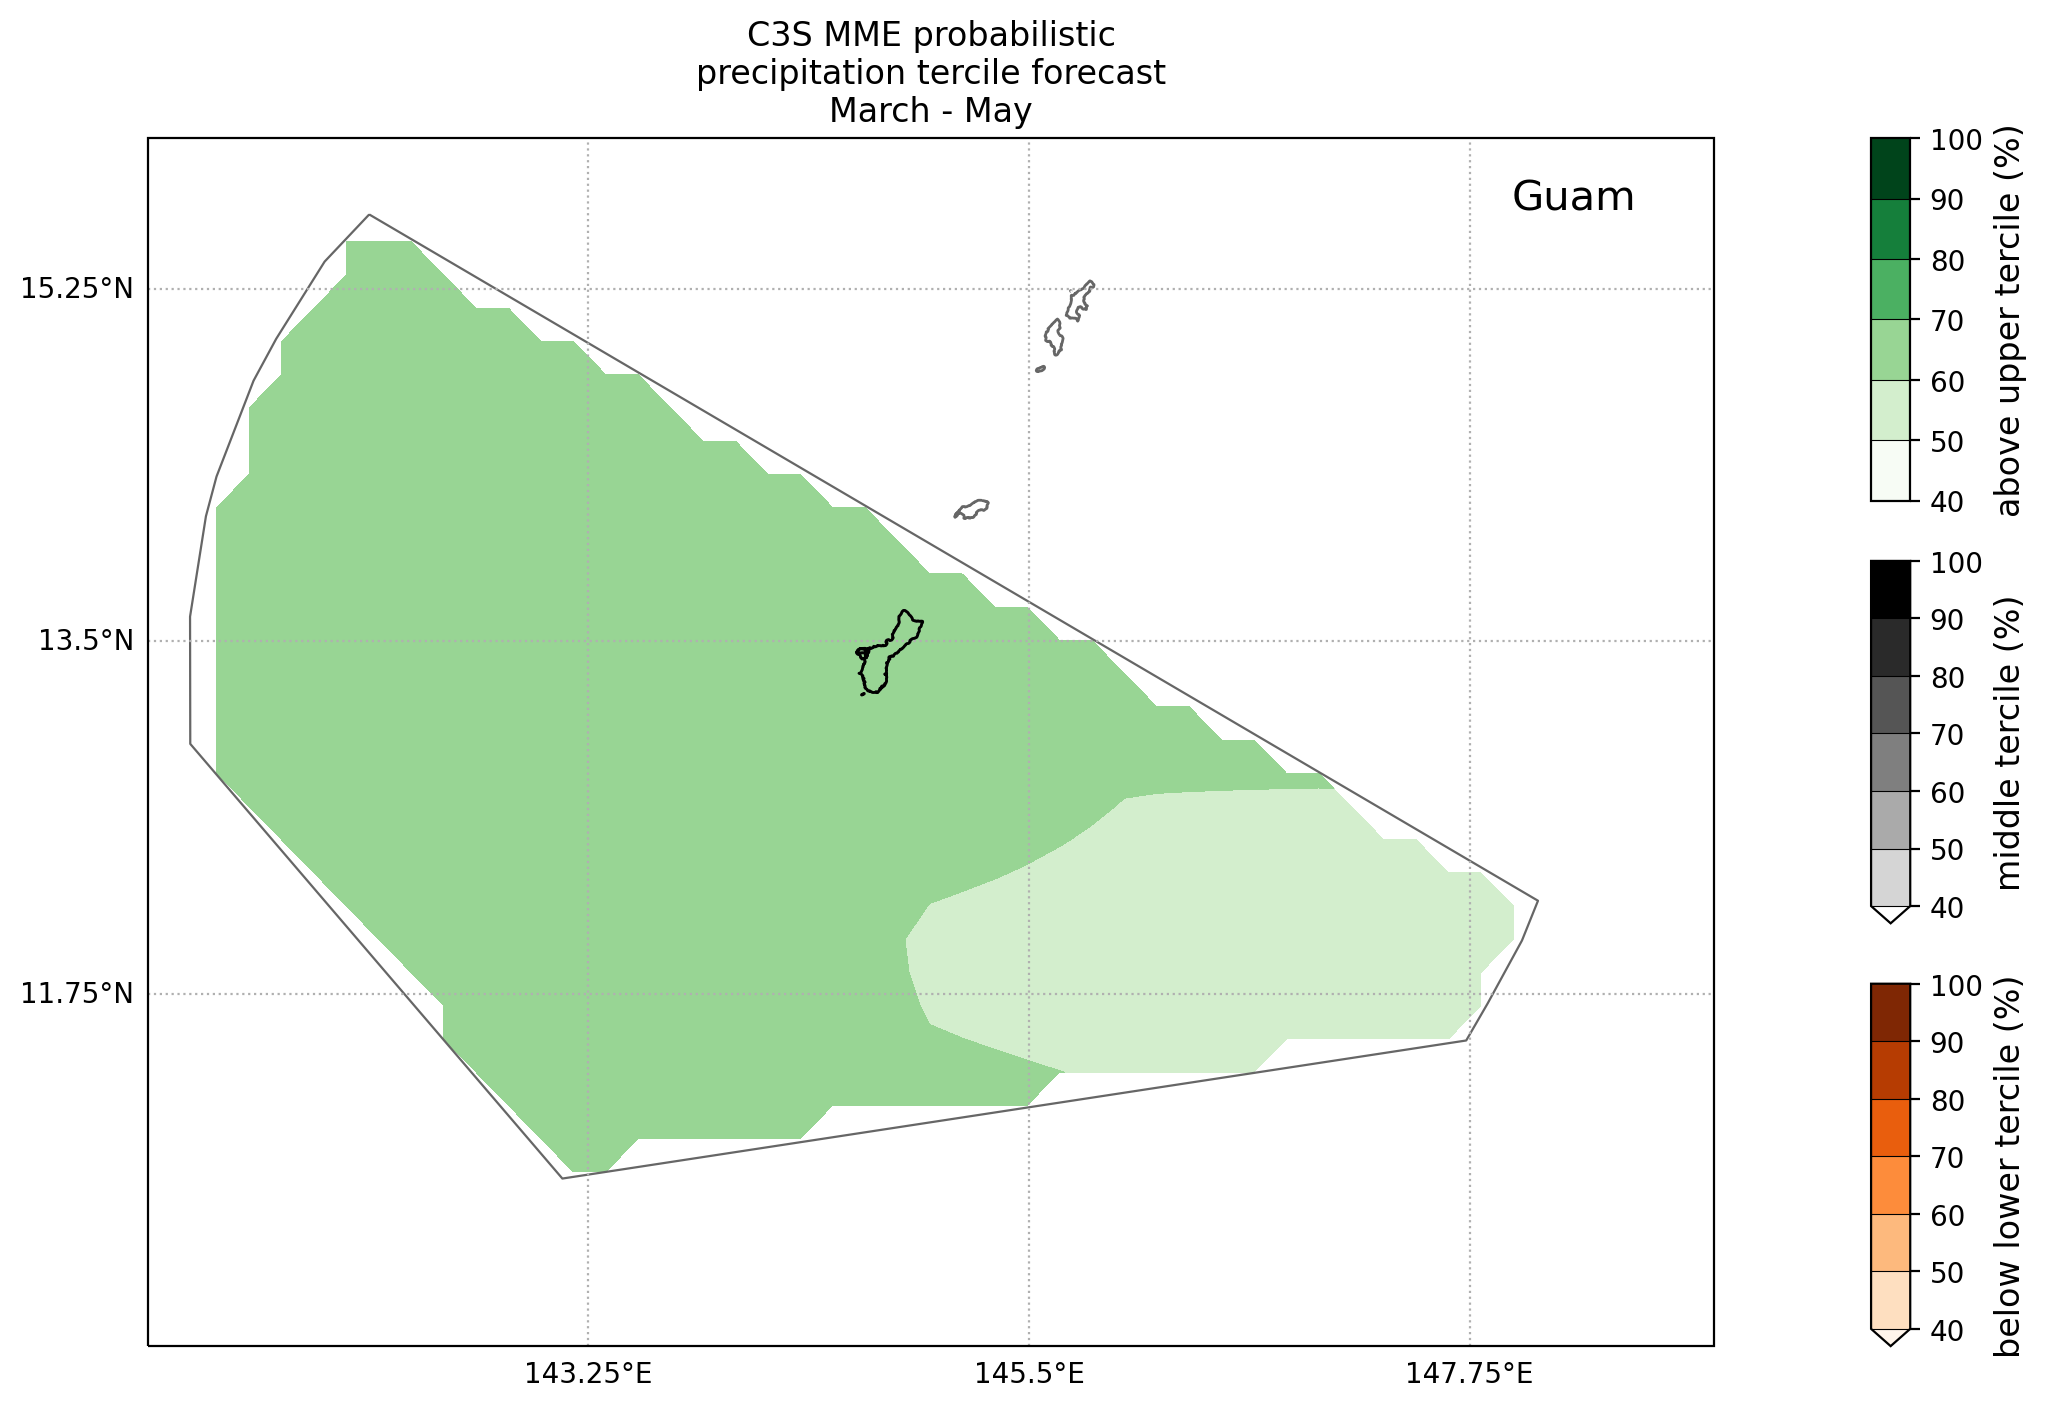 C3S MME probabilistic
precipitation tercile forecast
March - May
Guam
15.25°N
13.5°N
11.75°N
143.25°E
145.5°E
147.75°E
100
90
80
70
60
50
40
above upper tercile (%)
100
90
80
70
60
50
40
middle tercile (%)
100
90
80
70
60
50
40
below lower tercile (%)